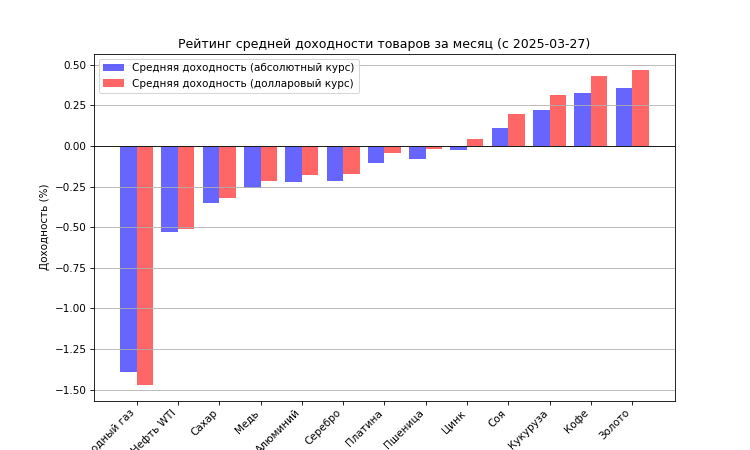 Рейтинг средней доходности товаров за месяц (с 2025-03-27)
Средняя доходность (абсолютный курс)
Средняя доходность (долларовый курс)
Доходность (%)
0.50
0.25
0.00
−0.25
−0.50
−0.75
−1.00
−1.25
−1.50
одный газ
Нефть WTI
Сахар
Медь
Алюминий
Серебро
Платина
Пшеница
Цинк
Соя
Кукуруза
Кофе
Золото